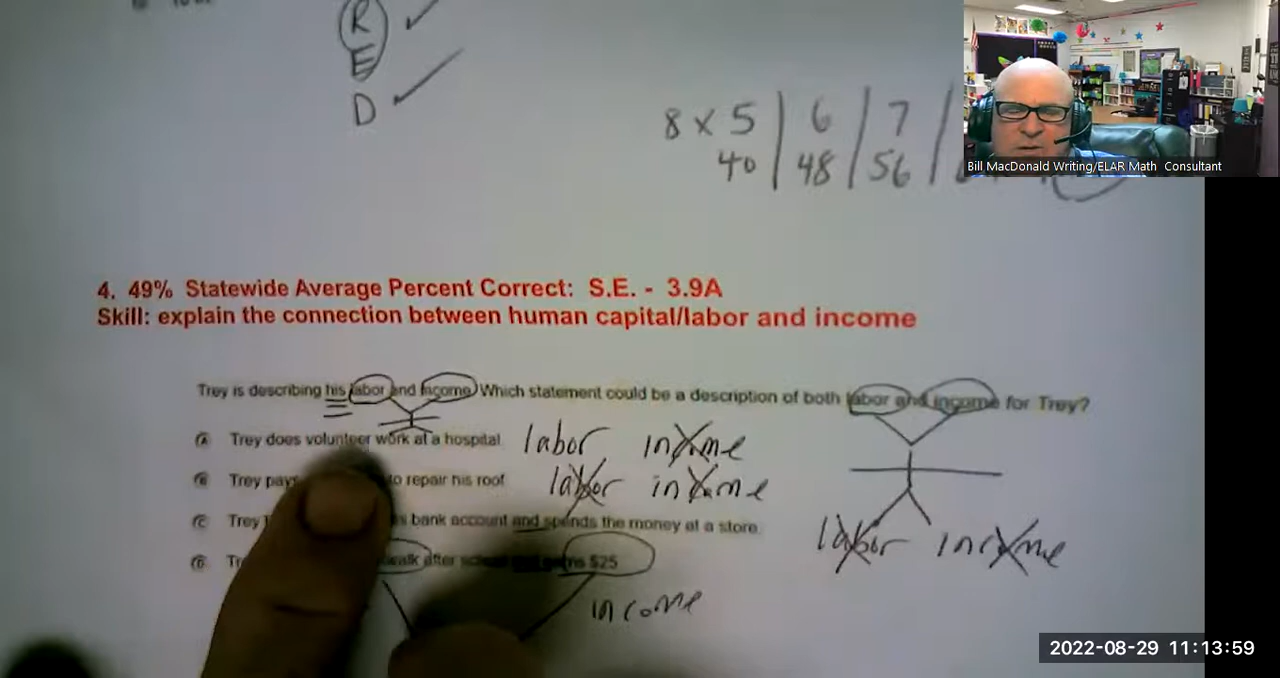 R
E
D
8 x 5 | 6 | 7 |
40 | 48 | 56 |
Bill MacDonald Writing/ELAR Math Consultant
4. 49% Statewide Average Percent Correct: S.E. - 3.9A
Skill: explain the connection between human capital/labor and income
Trey is describing his labor and income. Which statement could be a description of both labor and income for Trey?
A Trey does volunteer work at a hospital. labor income
B Trey to repair his roof. labor income
C Trey bank account and spends the money at a store.
labor income
D walk after $25
income
2022-08-29 11:13:59